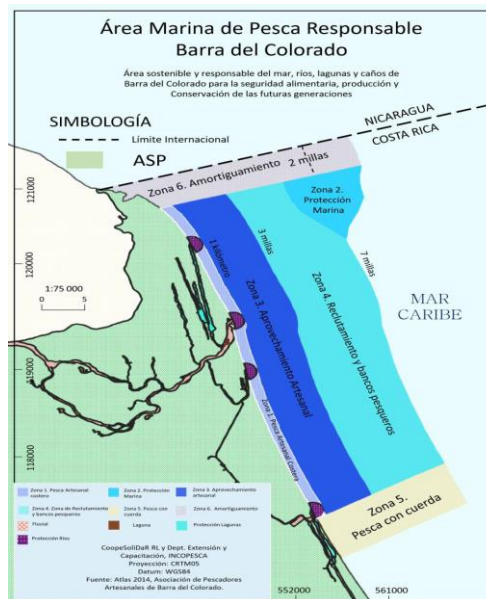 Área Marina de Pesca Responsable
Barra del Colorado
Área sostenible y responsable del mar, ríos, lagunas y caños de
Barra del Colorado para la seguridad alimentaria, producción y
Conservación de las futuras generaciones
SIMBOLOGÍA
Límite Internacional
ASP
NICARAGUA
COSTA RICA
2 millas
Zona 6. Amortiguamiento
Zona 2.
Protección
Marina
121000
1 kilometro
3 millas
7 millas
120000
1:75 000
0 5
MAR
CARIBE
Zona 3. Aprovechamiento Artesanal
Zona 4. Reclutamiento y bancos pesqueros
119000
Zona 1. Pesca Artesanal Costera
118000
Zona 5.
Pesca con cuerda
Zona 1. Pesca Artesanal
costera
Zona 2. Protección
Marina
Zona 3. Aprovechamiento
artesanal
Zona 4. Zona de Reclutamiento
y bancos pesqueros
Zona 5. Pesca con
cuerda
Zona 6. Amortiguamiento
Fluvial
Laguna
Protección Lagunas
Protección Ríos
CoopeSoliDaR RL y Dept. Extensión y
Capacitación, INCOPESCA
Proyección: CRTM05
Datum: WGS84
Fuente: Atlas 2014, Asociación de Pescadores
Artesanales de Barra del Colorado.
552000
561000